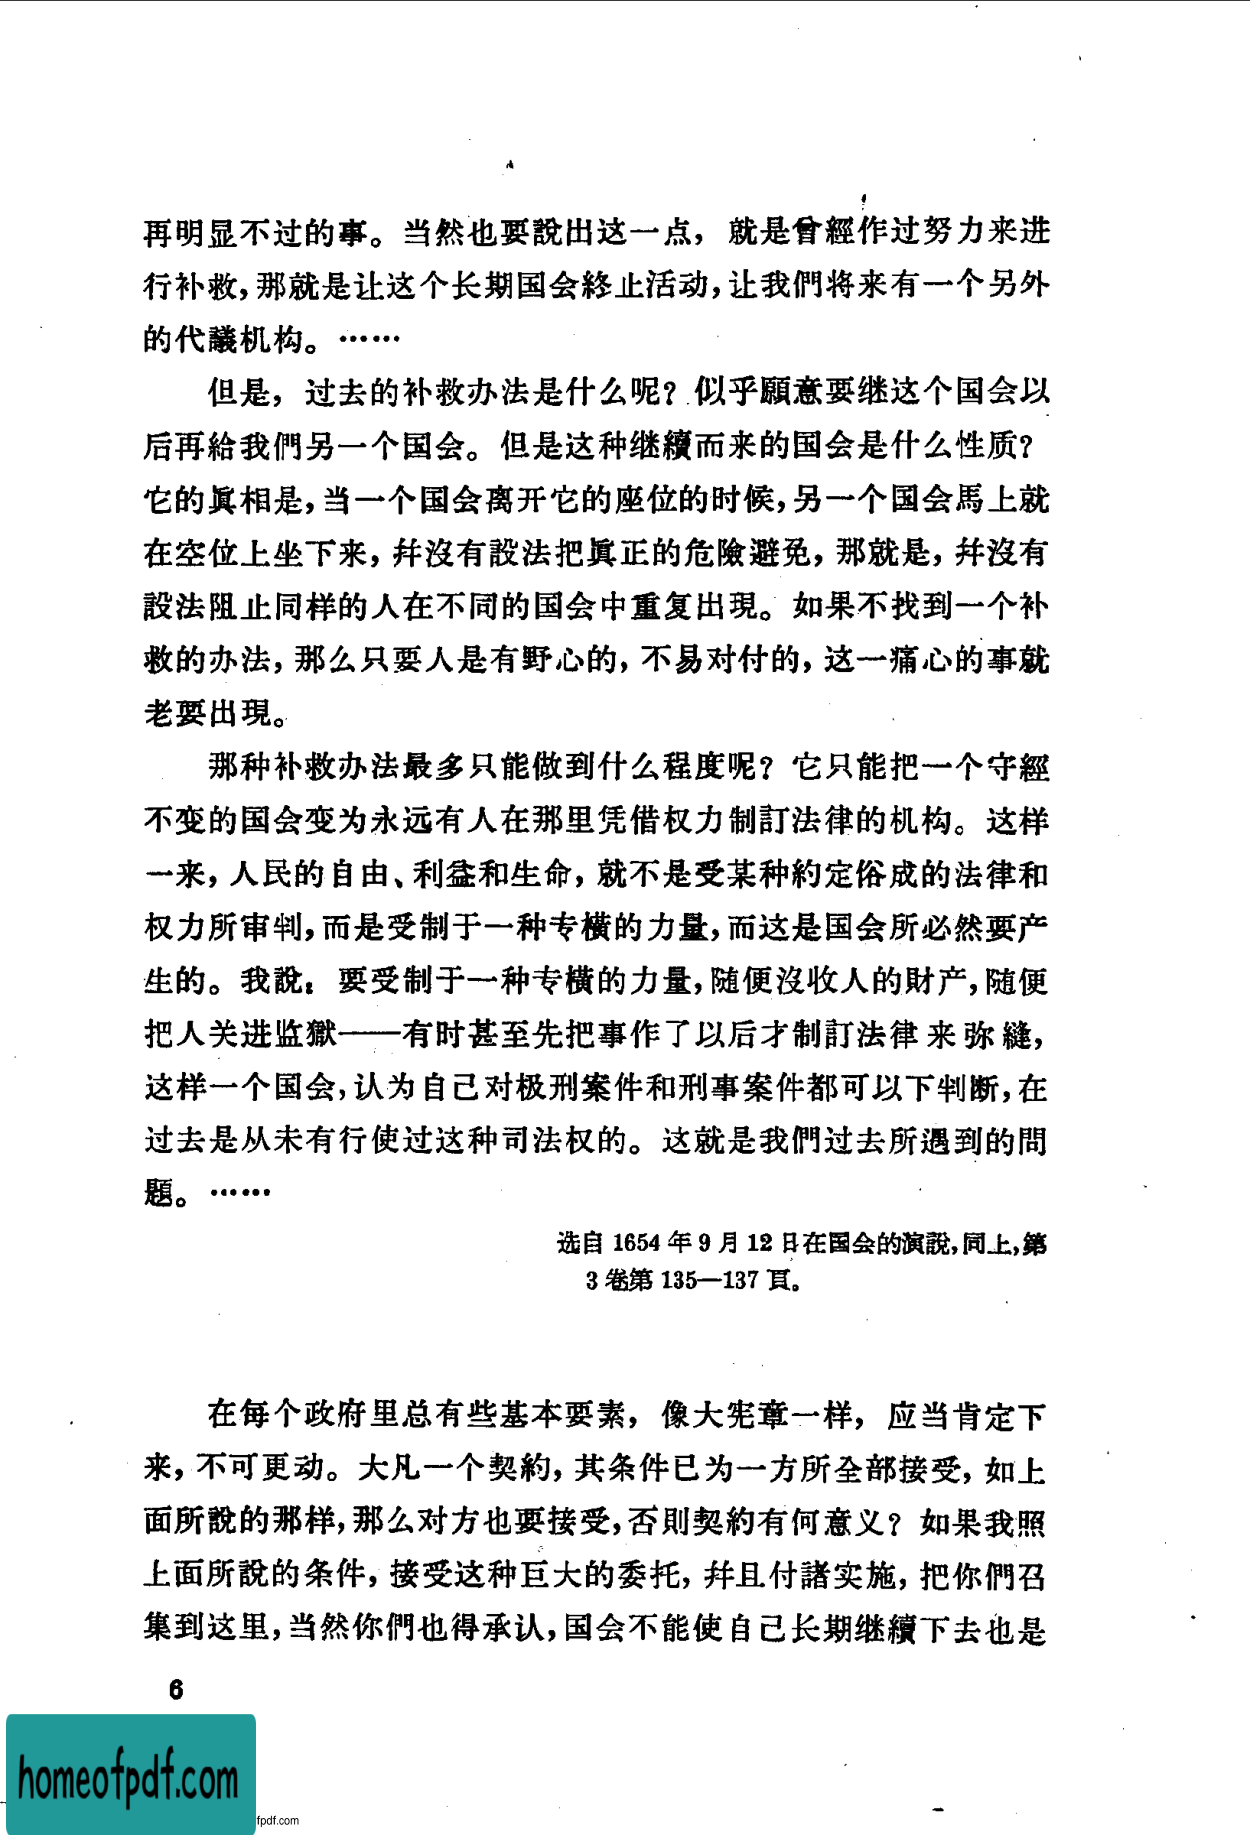 再明显不过的事。当然也要說出这一点，就是曾經作过努力来进
行补救，那就是让这个长期国会終止活动，让我們将来有一个另外
的代議机构。……
但是，过去的补救办法是什么呢？似乎願意要继这个国会以
后再給我們另一个国会。但是这种继續而来的国会是什么性质？
它的眞相是，当一个国会离开它的座位的时候，另一个国会馬上就
在空位上坐下来，幷沒有設法把眞正的危險避免，那就是，幷沒有
設法阻止同样的人在不同的国会中重复出現。如果不找到一个补
救的办法，那么只要人是有野心的，不易对付的，这一痛心的事就
老要出現。
那种补救办法最多只能做到什么程度呢？它只能把一个守經
不变的国会变为永远有人在那里凭借权力制訂法律的机构。这样
一来，人民的自由、利益和生命，就不是受某种約定俗成的法律和
权力所审判，而是受制于一种专横的力量，而这是国会所必然要产
生的。我說：要受制于一种专横的力量，随便沒收人的財产，随便
把人关进监獄——有时甚至先把事作了以后才制訂法律来弥縫，
这样一个国会，认为自己对极刑案件和刑事案件都可以下判断，在
过去是从未有行使过这种司法权的。这就是我們过去所遇到的問
題。……
选自 1654 年 9 月 12 日在国会的演說，同上，第
3 卷第 135—137 頁。
在每个政府里总有些基本要素，像大宪章一样，应当肯定下
来，不可更动。大凡一个契約，其条件已为一方所全部接受，如上
面所說的那样，那么对方也要接受，否則契約有何意义？如果我照
上面所說的条件，接受这种巨大的委托，幷且付諸实施，把你們召
集到这里，当然你們也得承认，国会不能使自己长期继續下去也是
6
homeofpdf.com
fpdf.com